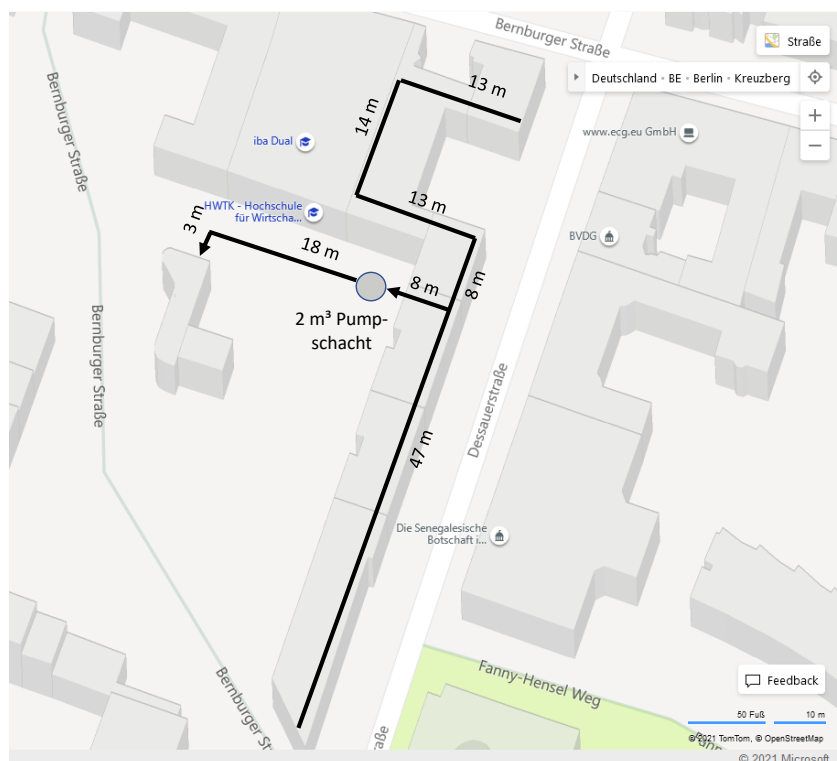 Bernburger Straße
Straße
Deutschland • BE • Berlin • Kreuzberg
+
−
Bernburger Straße
13 m
14 m
iba Dual
www.ecg.eu GmbH
HWTK - Hochschule
für Wirtscha...
13 m
3 m
18 m
BVDG
8 m
8 m
2 m³ Pump-
schacht
Bernburger Straße
Dessauerstraße
47 m
Die Senegalesische
Botschaft i...
Fanny-Hensel Weg
Bernburger St
Feedback
50 Fuß
10 m
aße
© 2021 TomTom, © OpenStreetMap
© 2021 Microsoft